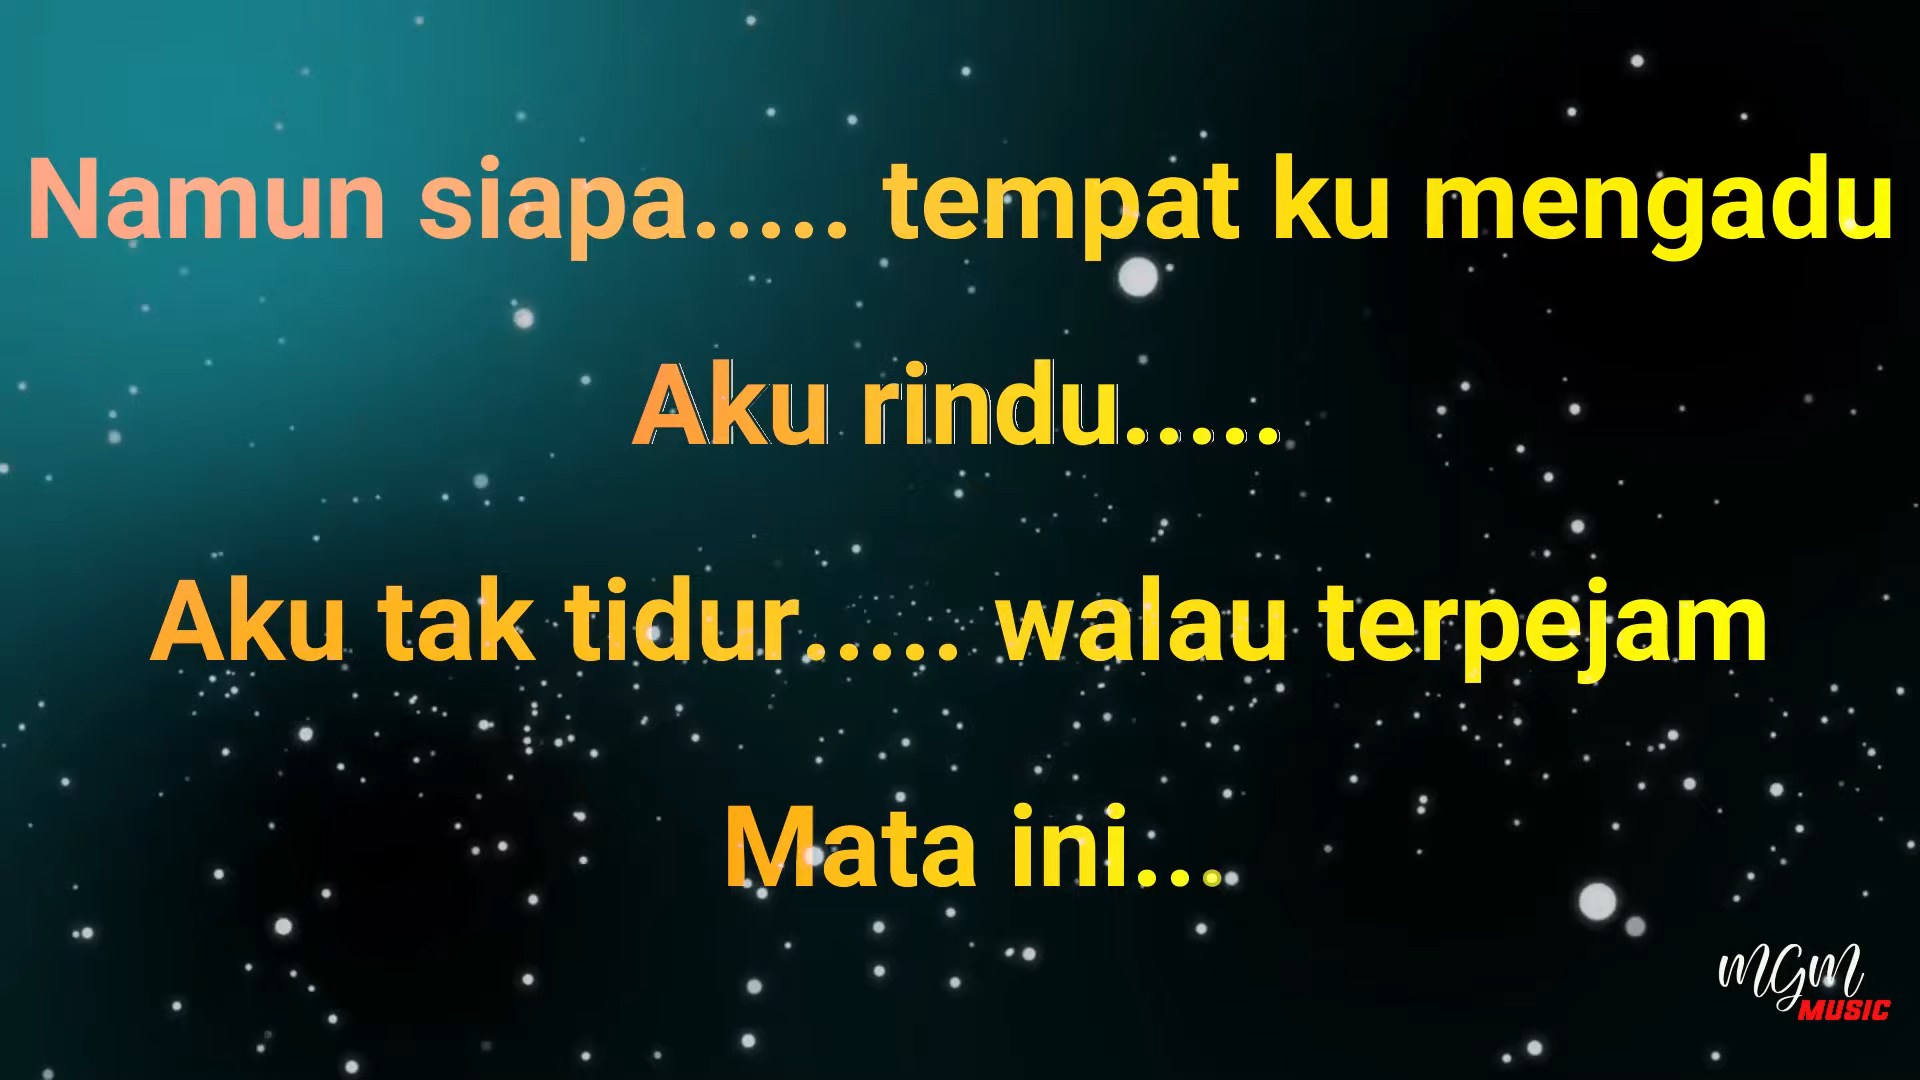 Namun siapa..... tempat ku mengadu
Aku rindu.....
Aku tak tidur..... walau terpejam
Mata ini...
MGM
MUSIC